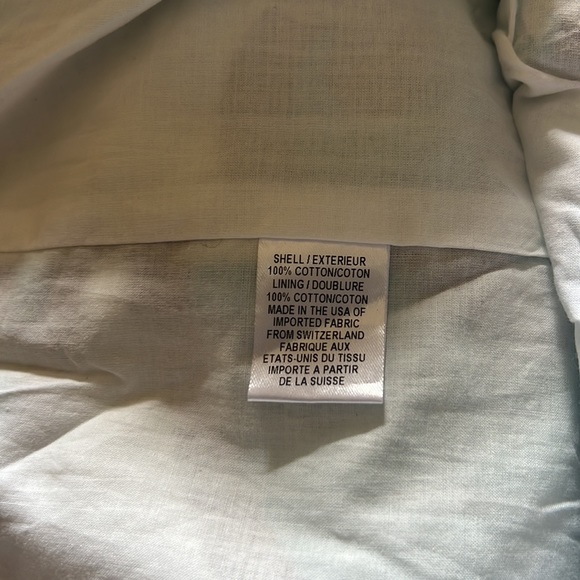 SHELL / EXTERIEUR
100% COTTON/COTON
LINING / DOUBLURE
100% COTTON/COTON
MADE IN THE USA OF
IMPORTED FABRIC
FROM SWITZERLAND
FABRIQUE AUX
ETATS-UNIS DU TISSU
IMPORTE A PARTIR
DE LA SUISSE